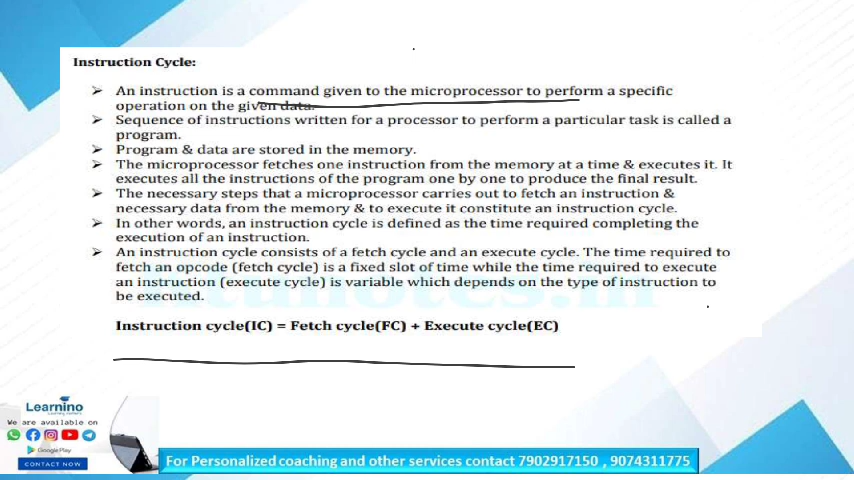 Instruction Cycle:
➢ An instruction is a command given to the microprocessor to perform a specific
operation on the given data.
➢ Sequence of instructions written for a processor to perform a particular task is called a
program.
➢ Program & data are stored in the memory.
➢ The microprocessor fetches one instruction from the memory at a time & executes it. It
executes all the instructions of the program one by one to produce the final result.
➢ The necessary steps that a microprocessor carries out to fetch an instruction &
necessary data from the memory & to execute it constitute an instruction cycle.
➢ In other words, an instruction cycle is defined as the time required completing the
execution of an instruction.
➢ An instruction cycle consists of a fetch cycle and an execute cycle. The time required to
fetch an opcode (fetch cycle) is a fixed slot of time while the time required to execute
an instruction (execute cycle) is variable which depends on the type of instruction to
be executed.
Instruction cycle(IC) = Fetch cycle(FC) + Execute cycle(EC)
Learnino
We are available on
Google Play
CONTACT NOW
For Personalized coaching and other services contact 7902917150 , 9074311775